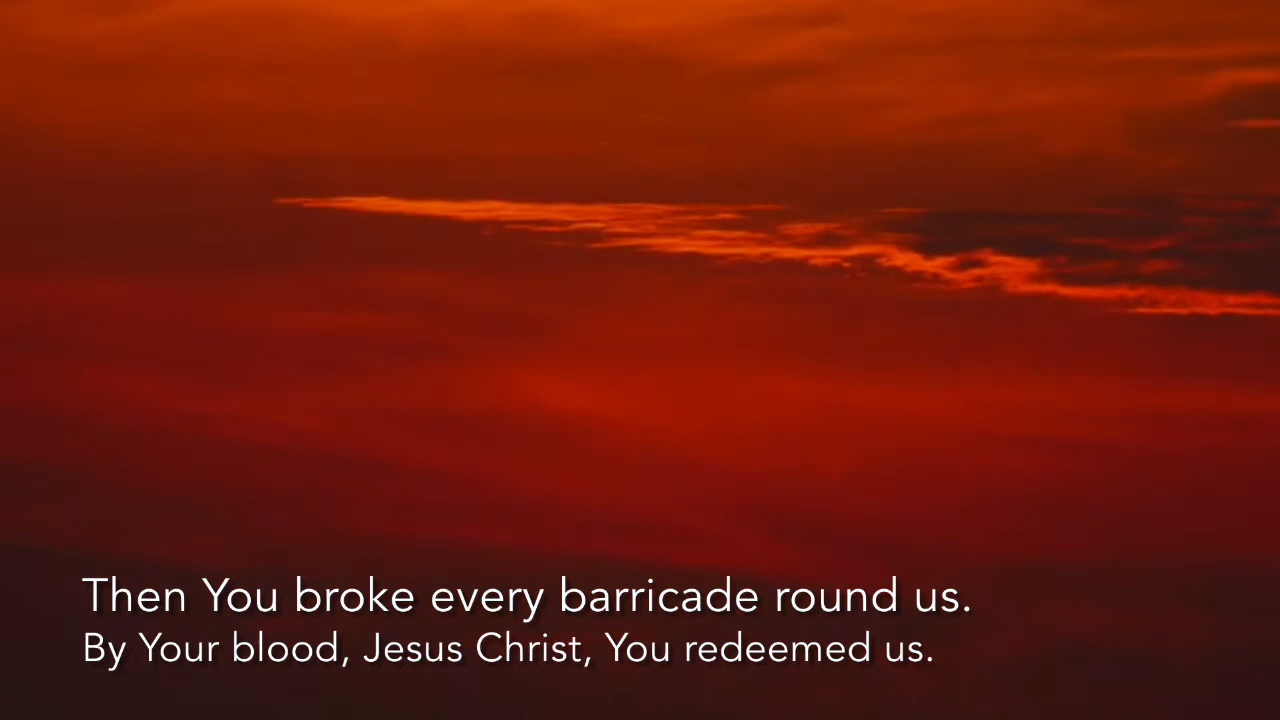 Then You broke every barricade round us.
By Your blood, Jesus Christ, You redeemed us.